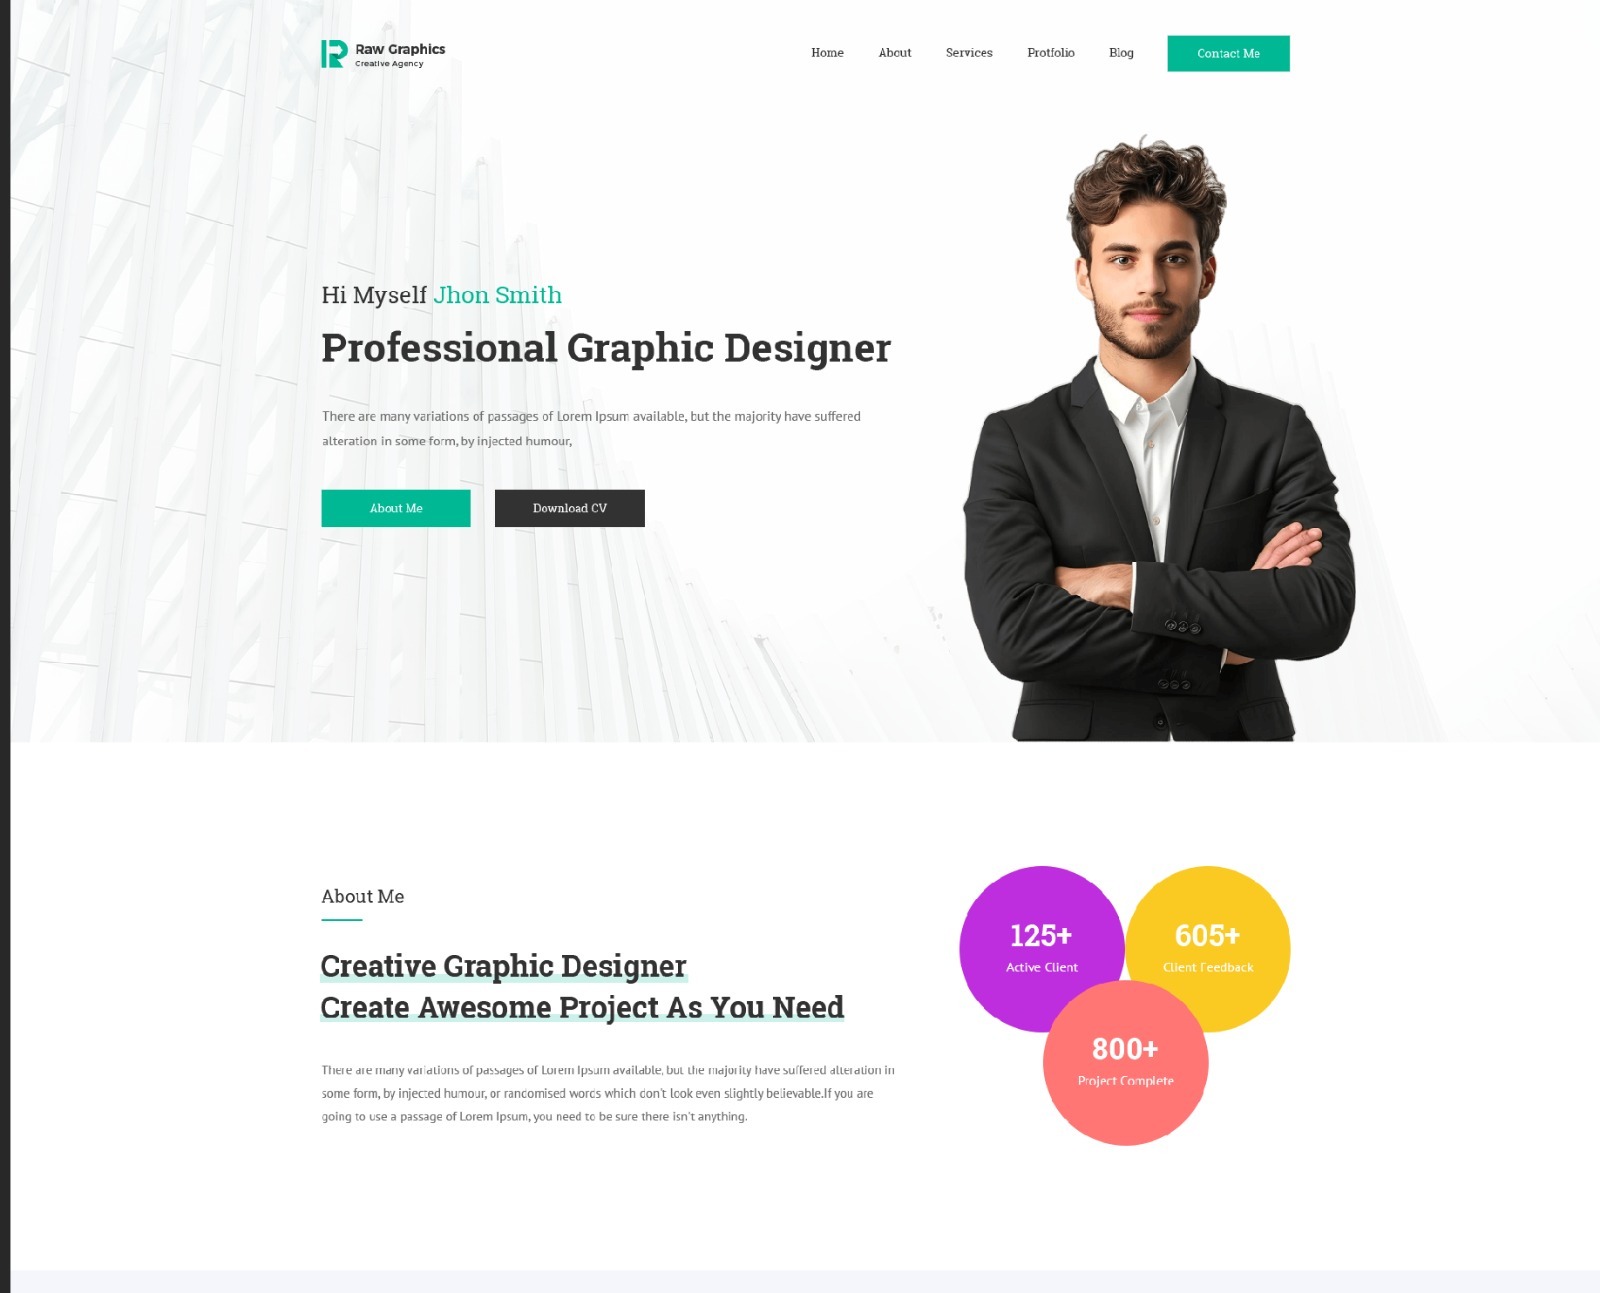 Raw Graphics
Creative Agency
Home About Services Protfolio Blog Contact Me
Hi Myself Jhon Smith
Professional Graphic Designer
There are many variations of passages of Lorem Ipsum available, but the majority have suffered
alteration in some form, by injected humour,
About Me Download CV
About Me
Creative Graphic Designer
Create Awesome Project As You Need
There are many variations of passages of Lorem Ipsum available, but the majority have suffered alteration in
some form, by injected humour, or randomised words which don't look even slightly believable.If you are
going to use a passage of Lorem Ipsum, you need to be sure there isn't anything.
125+
Active Client
605+
Client Feedback
800+
Project Complete